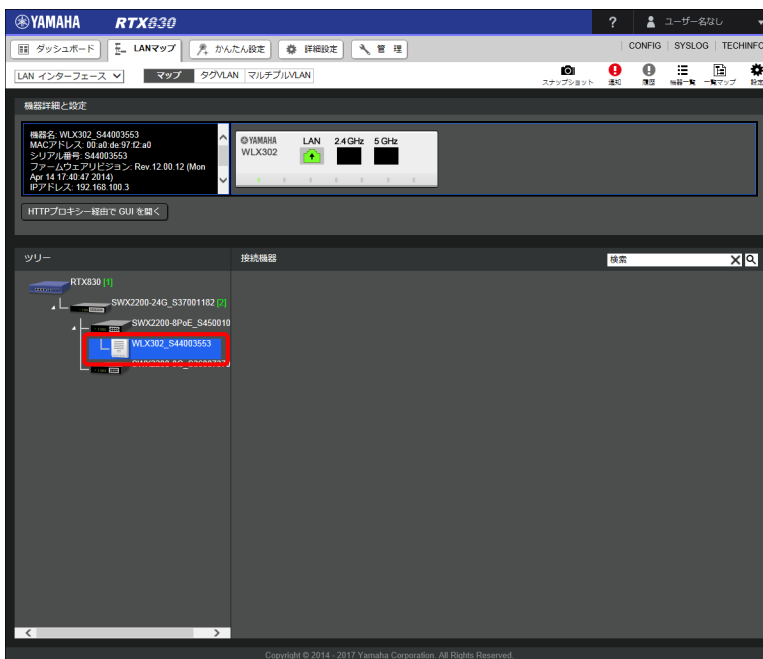 YAMAHA RTX830 ? ユーザーなし
ダッシュボード LANマップ かんたん設定 詳細設定 管 理 CONFIG SYSLOG TECHINFO
LAN インターフェース マップ タグVLAN マルチプルVLAN スナップショット 通知 履歴 機器一覧 一覧マップ 設定
機器詳細と設定
機器名: WLX302_S44003553
MACアドレス: 00:a0:de:97:f2:a0
シリアル番号: S44003553
ファームウェアリビジョン: Rev.12.00.12 (Mon
Apr 14 17:40:47 2014)
IPアドレス: 192.168.100.3
YAMAHA LAN 2.4 GHz 5 GHz
WLX302
HTTPプロキシー経由で GUI を開く
ツリー 接続機器 検索
RTX830 [1]
SWX2200-24G_S37001182 [2]
SWX2200-8PoE_S450010
WLX302_S44003553
Copyright © 2014 - 2017 Yamaha Corporation. All Rights Reserved.